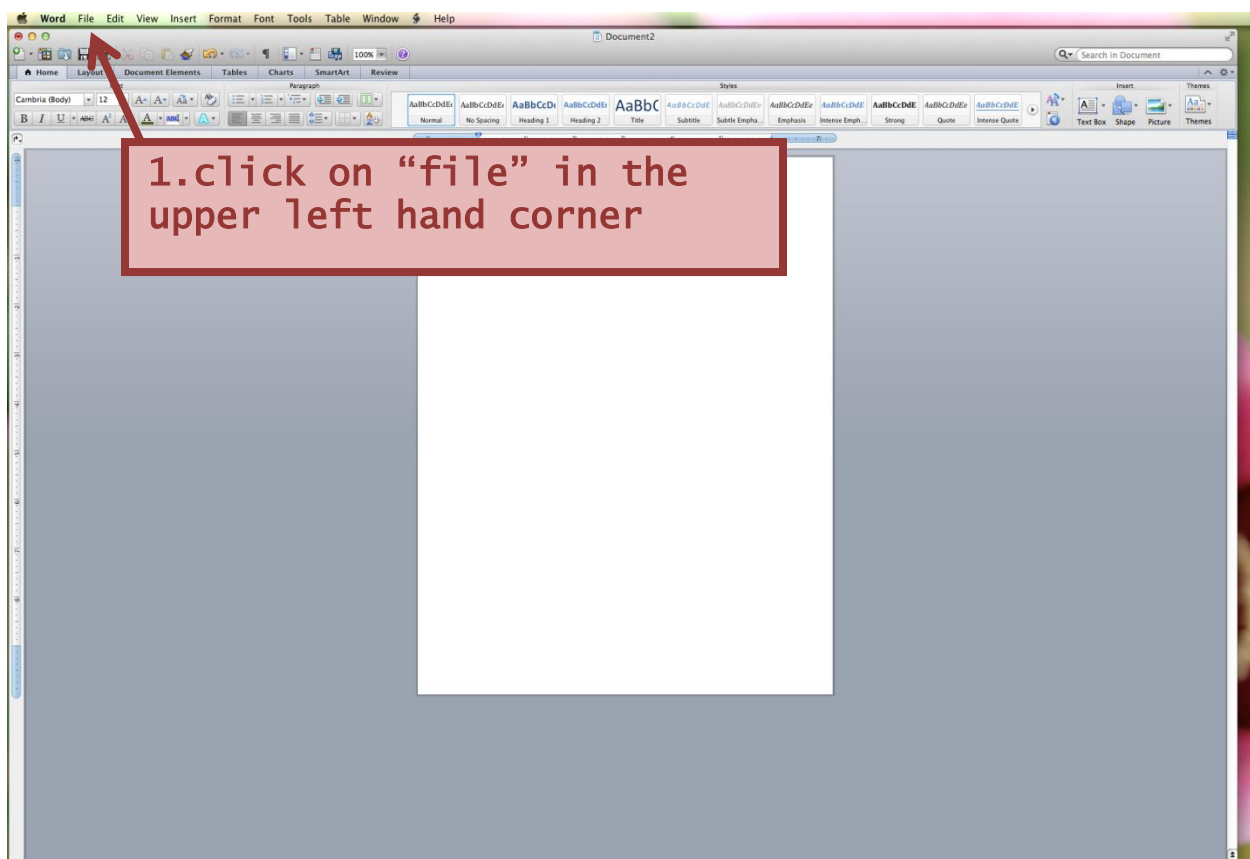 Word File Edit View Insert Format Font Tools Table Window Help
Document2
100% Search in Document
Home Layout Document Elements Tables Charts SmartArt Review
Paragraph Styles Insert Themes
Cambria (Body) 12 A A Aa
AaBbCcDdEe AaBbCcDdEe AaBbCcDc AaBbCcDdEe AaBbC AaBbCcDdE AaBbCcDdEe AaBbCcDdEe AaBbCcDdE AaBbCcDdE AaBbCcDdEe AaBbCcDdE
B I U ABC A² A ABC A
Normal No Spacing Heading 1 Heading 2 Title Subtitle Subtle Empha... Emphasis Intense Emph... Strong Quote Intense Quote Text Box Shape Picture Themes
1.click on “file” in the
upper left hand corner